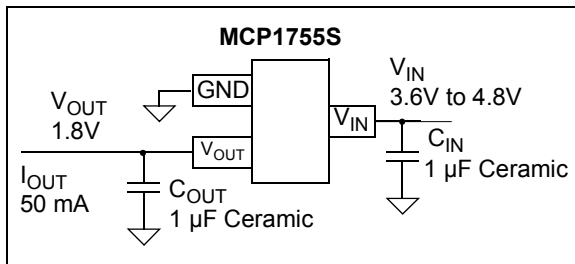 MCP1755S
GND
V_OUT
1.8V
V_OUT
I_OUT
50 mA
C_OUT
1 µF Ceramic
V_IN
3.6V to 4.8V
V_IN
C_IN
1 µF Ceramic